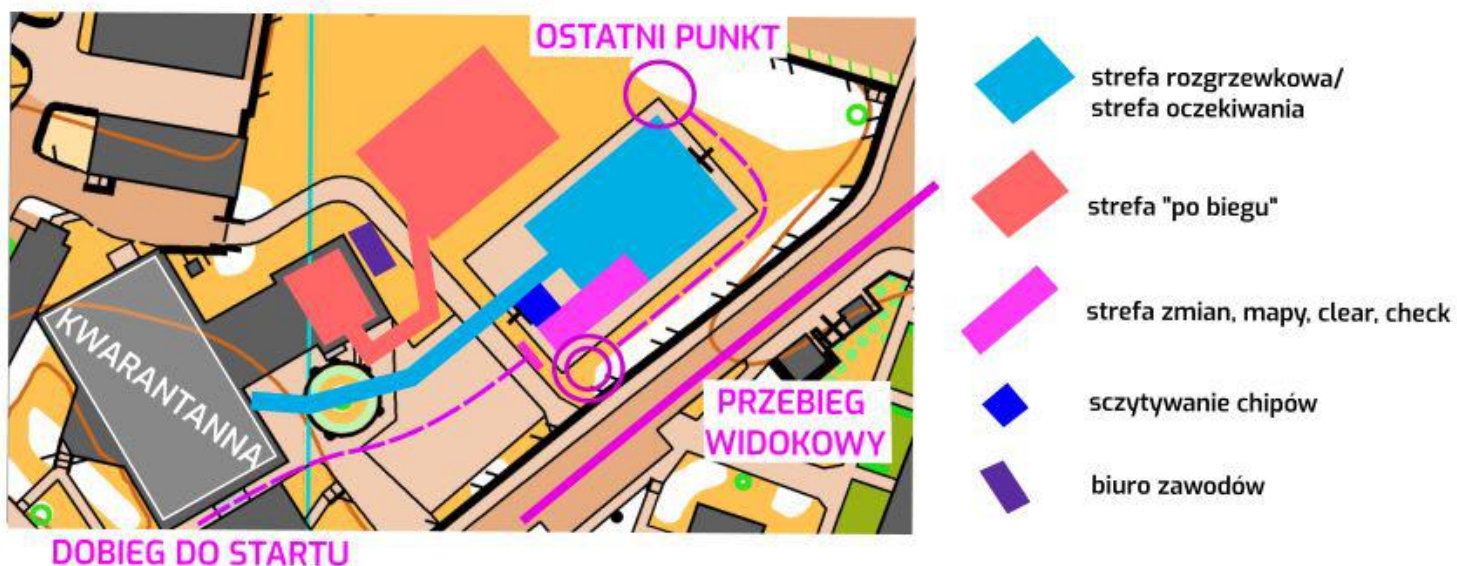 OSTATNI PUNKT
KWARANTANNA
PRZEBIEG
WIDOKOWY
DOBIEG DO STARTU
strefa rozgrzewkowa/
strefa oczekiwania
strefa "po biegu"
strefa zmian, mapy, clear, check
sczytywanie chipów
biuro zawodów